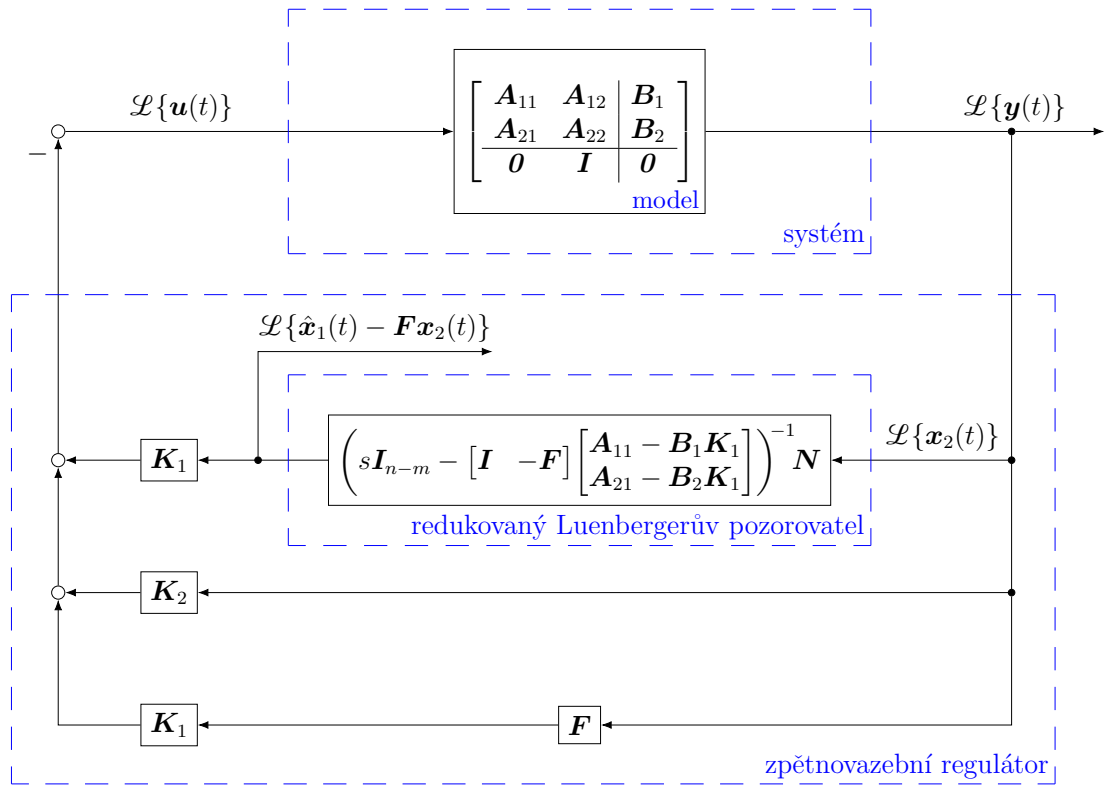 ℒ{u(t)}
ℒ{y(t)}
A₁₁ A₁₂ B₁
A₂₁ A₂₂ B₂
0 I 0
model
systém
−
ℒ{x̂₁(t) − Fx₂(t)}
ℒ{x₂(t)}
K₁
(sIₙ₋ₘ − [I −F] [A₁₁ − B₁K₁
A₂₁ − B₂K₁])⁻¹ N
redukovaný Luenbergerův pozorovatel
K₂
K₁
F
zpětnovazební regulátor